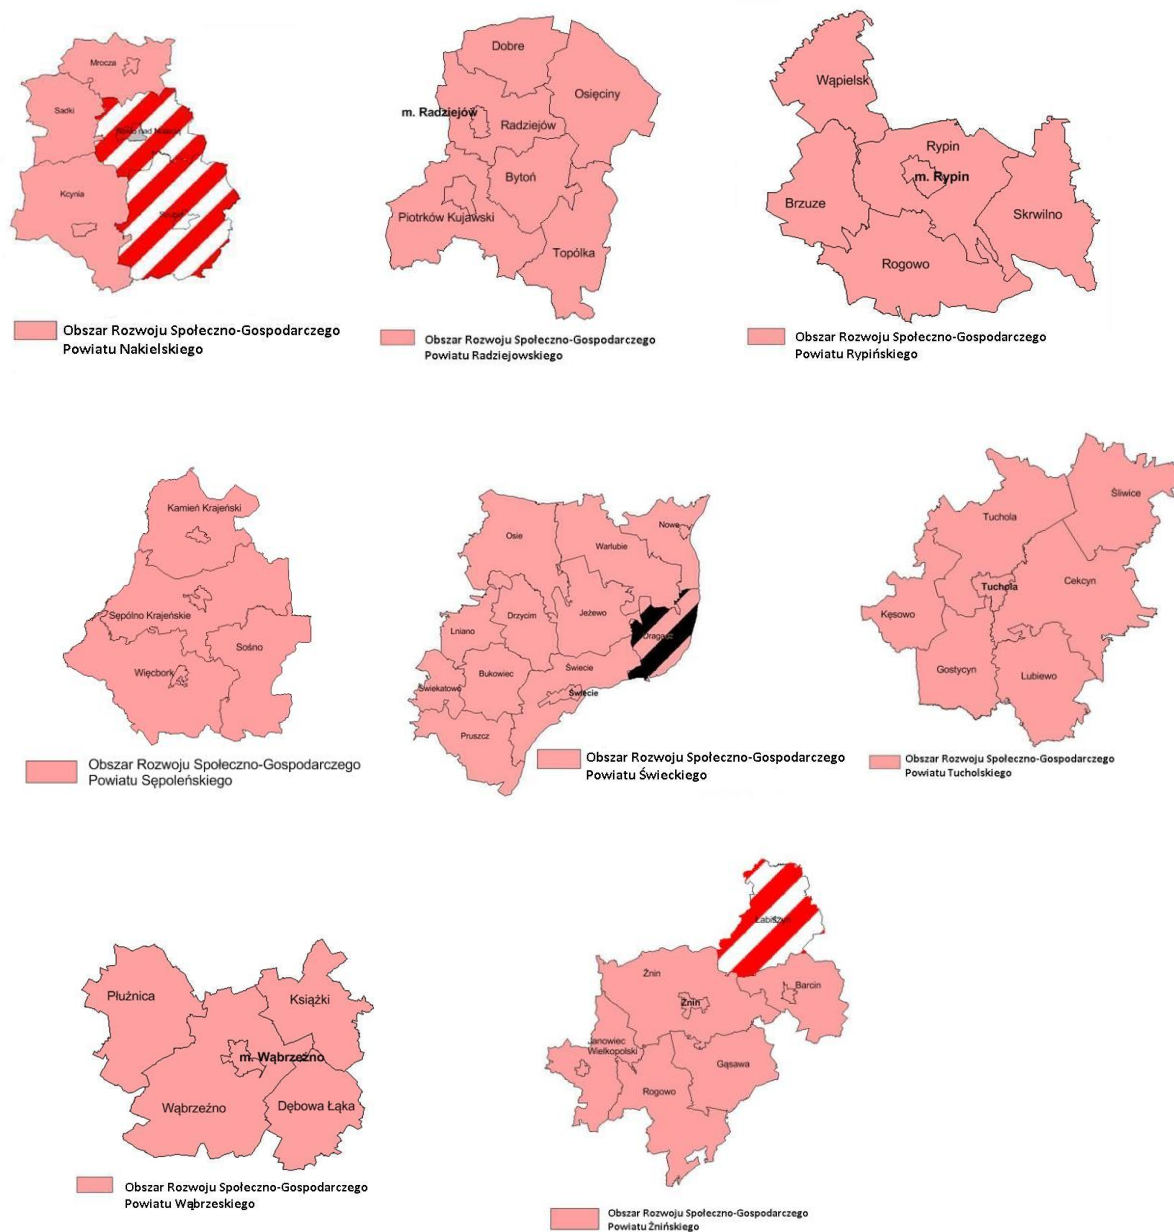 Mrocza
Sadki
Nakło nad Notecią
Kcynia
Szubin
Obszar Rozwoju Społeczno-Gospodarczego
Powiatu Nakielskiego
Dobre
Osięciny
m. Radziejów
Radziejów
Bytoń
Piotrków Kujawski
Topólka
Obszar Rozwoju Społeczno-Gospodarczego
Powiatu Radziejowskiego
Wąpielsk
Rypin
m. Rypin
Brzuze
Skrwilno
Rogowo
Obszar Rozwoju Społeczno-Gospodarczego
Powiatu Rypińskiego
Kamień Krajeński
Sępólno Krajeńskie
Sośno
Więcbork
Obszar Rozwoju Społeczno-Gospodarczego
Powiatu Sępoleńskiego
Nowe
Osie
Warlubie
Jeżewo
Drzycim
Lniano
Dragacz
Świecie
Bukowiec
Świekatowo
Świecie
Pruszcz
Obszar Rozwoju Społeczno-Gospodarczego
Powiatu Świeckiego
Śliwice
Tuchola
Cekcyn
Tuchola
Kęsowo
Gostycyn
Lubiewo
Obszar Rozwoju Społeczno-Gospodarczego
Powiatu Tucholskiego
Płużnica
Książki
m. Wąbrzeźno
Wąbrzeźno
Dębowa Łąka
Obszar Rozwoju Społeczno-Gospodarczego
Powiatu Wąbrzeskiego
Łabiszyn
Żnin
Barcin
Żnin
Janowiec
Wielkopolski
Gąsawa
Rogowo
Obszar Rozwoju Społeczno-Gospodarczego
Powiatu Żnińskiego